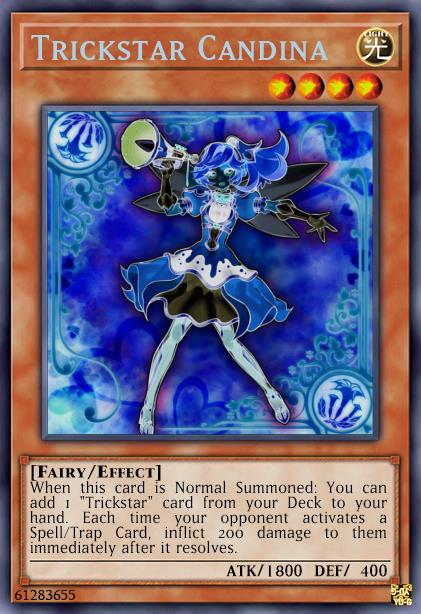 TRICKSTAR CANDINA
LIGHT
光
[FAIRY/EFFECT]
When this card is Normal Summoned: You can
add 1 "Trickstar" card from your Deck to your
hand. Each time your opponent activates a
Spell/Trap Card, inflict 200 damage to them
immediately after it resolves.
ATK/1800 DEF/ 400
61283655